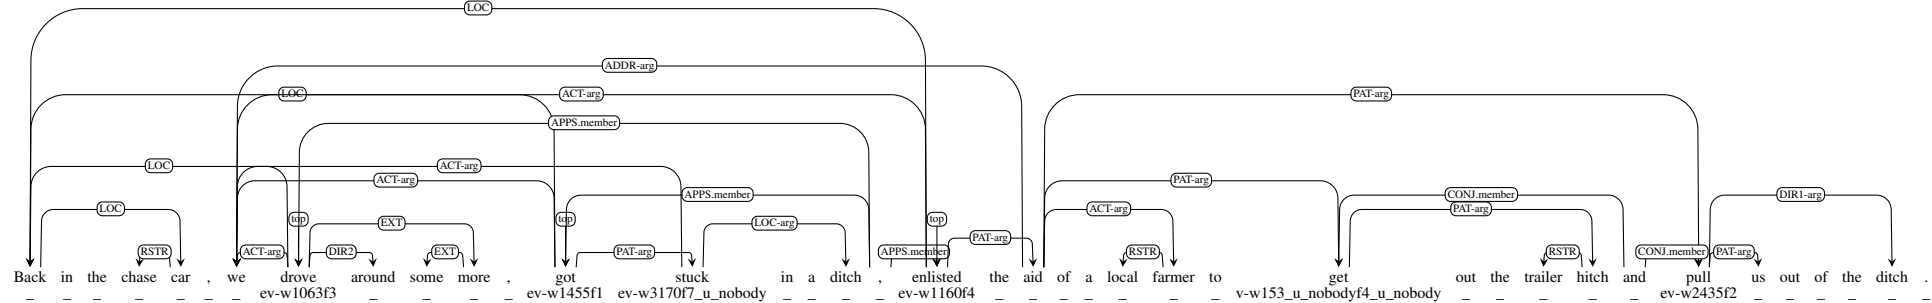 LOC
ADDR-arg
LOC ACT-arg PAT-arg
APPS.member
LOC ACT-arg
ACT-arg PAT-arg
APPS.member CONJ.member DIR1-arg
LOC ACT-arg PAT-arg
top EXT top LOC-arg top
PAT-arg
RSTR ACT-arg DIR2 EXT PAT-arg APPS.member RSTR RSTR CONJ.member PAT-arg
Back in the chase car , we drove around some more , got stuck in a ditch , enlisted the aid of a local farmer to get out the trailer hitch and pull us out of the ditch
_ _ _ _ _ _ _ ev-w1063f3 _ _ _ _ ev-w1455f1 ev-w3170f7_u_nobody _ _ _ _ ev-w1160f4 _ _ _ _ _ _ _ v-w153_u_nobodyf4_u_nobody _ _ _ _ _ ev-w2435f2 _ _ _ _ _